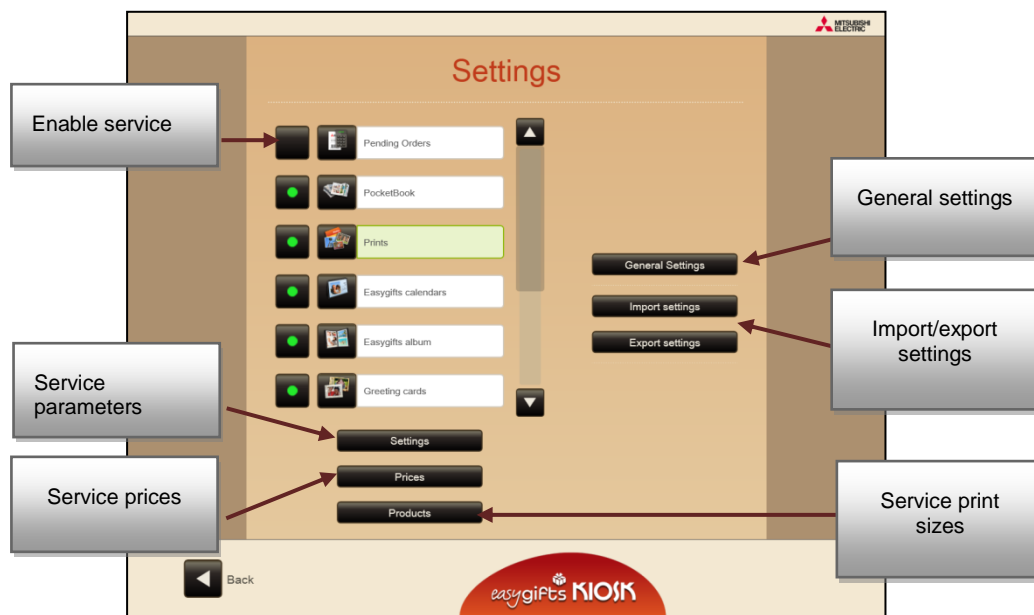 MITSUBISHI
ELECTRIC
Settings
Enable service
Pending Orders
PocketBook
Prints
Easygifts calendars
Easygifts album
Greeting cards
General settings
General Settings
Import settings
Export settings
Import/export
settings
Service
parameters
Settings
Service prices
Prices
Products
Service print
sizes
Back
easygifts KIOSK